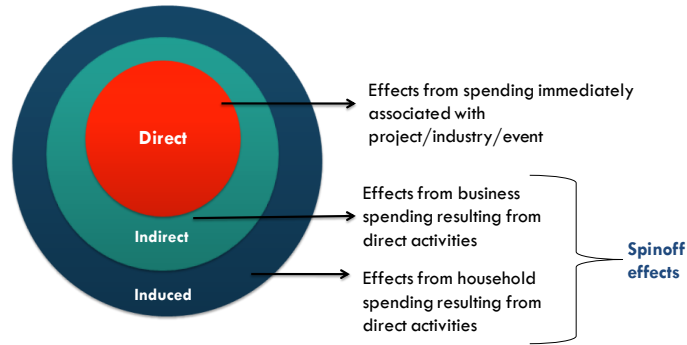 Direct
Indirect
Induced
Effects from spending immediately
associated with
project/industry/event
Effects from business
spending resulting from
direct activities
Effects from household
spending resulting from
direct activities
Spinoff
effects